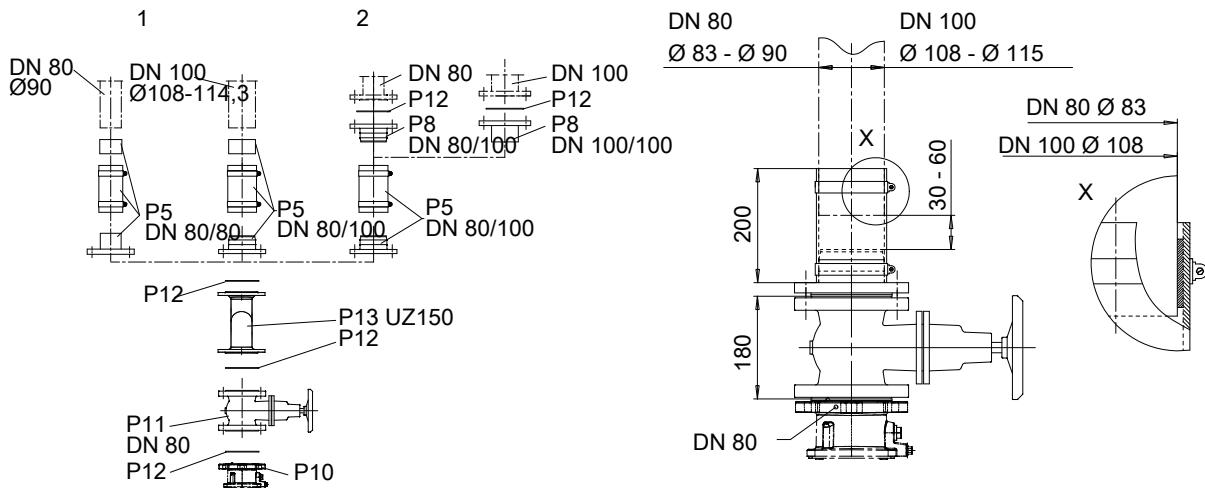 1
2
DN 80
Ø90
DN 100
Ø108-114,3
DN 80
P12
P8
DN 80/100
DN 100
P12
P8
DN 100/100
P5
DN 80/80
P5
DN 80/100
P5
DN 80/100
P12
P13 UZ150
P12
P11
DN 80
P12
P10
DN 80
Ø 83 - Ø 90
DN 100
Ø 108 - Ø 115
X
30 - 60
200
180
DN 80
DN 80 Ø 83
DN 100 Ø 108
X